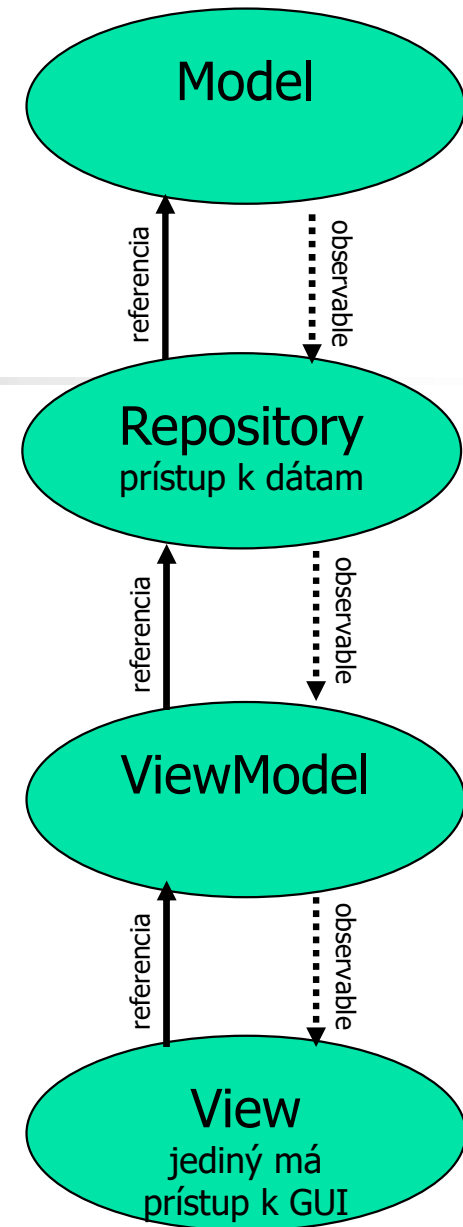 Model
referencia
observable
Repository
prístup k dátam
referencia
observable
ViewModel
referencia
observable
View
jediný má
prístup k GUI